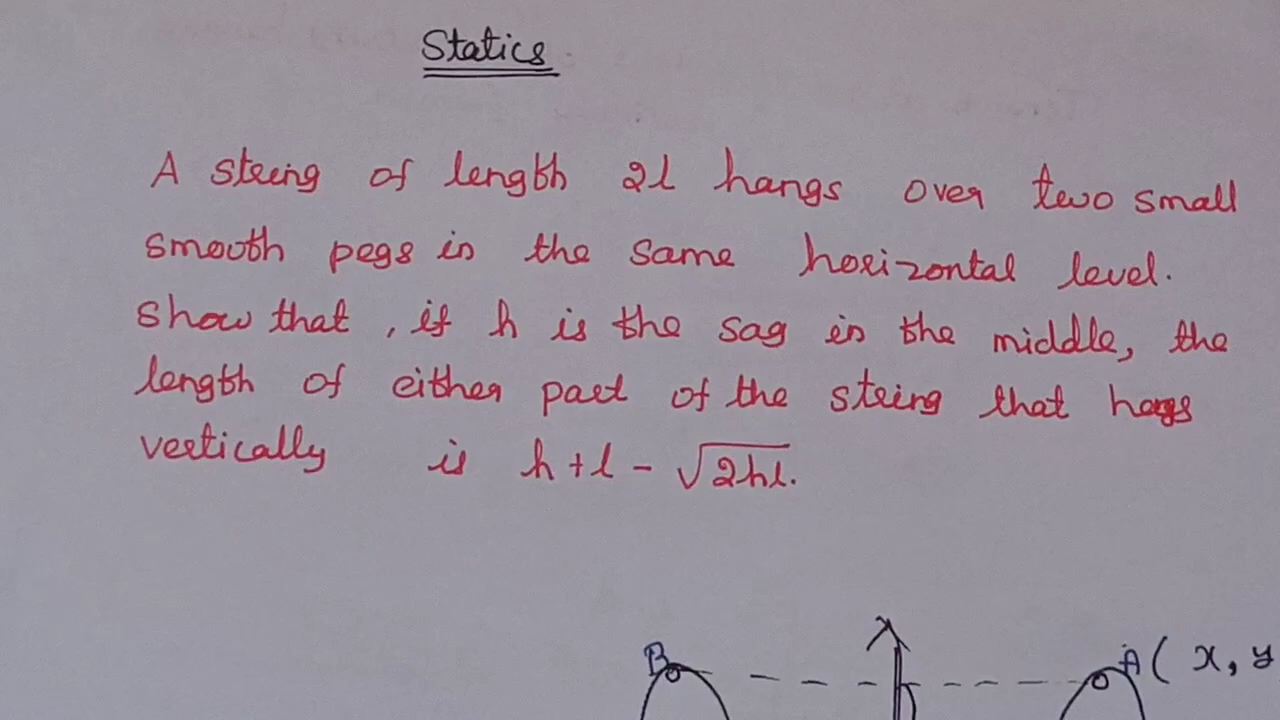 Statics.
A string of length 2l hangs over two small
smooth pegs in the same horizontal level.
Show that, if h is the sag in the middle, the
length of either part of the string that hags
vertically is h + l - √2hl.
B
A ( x, y